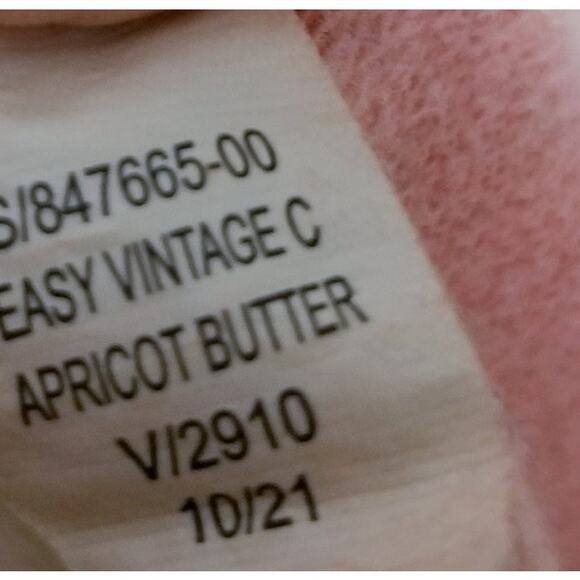 S/847665-00
EASY VINTAGE C
APRICOT BUTTER
V/2910
10/21